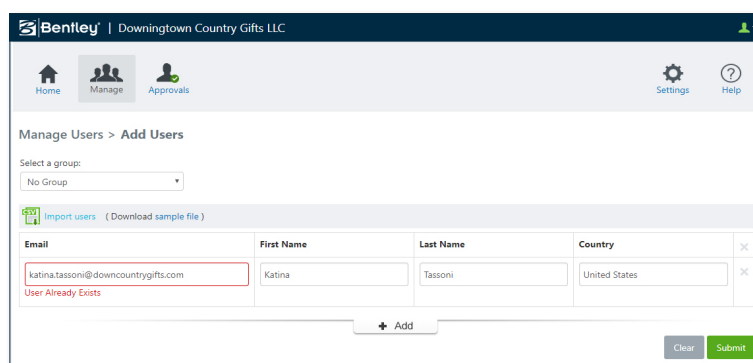 Bentley | Downingtown Country Gifts LLC
Home Manage Approvals Settings ? Help
Manage Users > Add Users
Select a group:
No Group
CSV Import users ( Download sample file )
Email First Name Last Name Country
katina.tassoni@downcountrygifts.com Katina Tassoni United States
User Already Exists
+ Add
Clear Submit